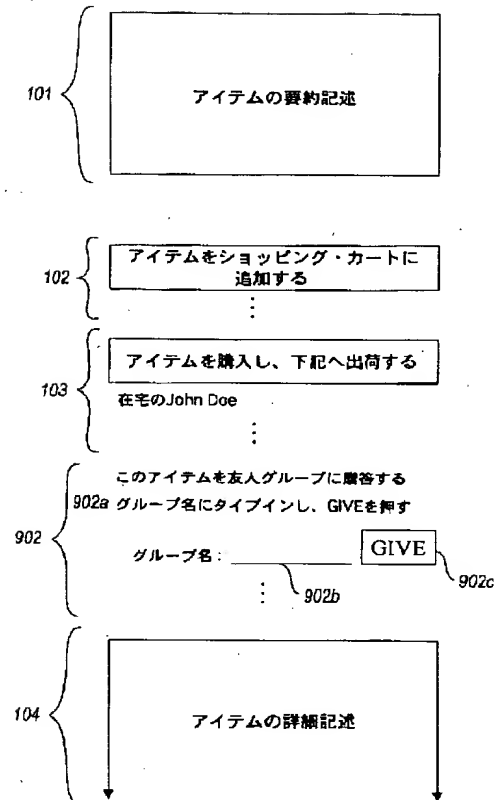 101
アイテムの要約記述
102
アイテムをショッピング・カートに
追加する
103
アイテムを購入し、下記へ出荷する
在宅のJohn Doe
902
このアイテムを友人グループに贈答する
902a グループ名にタイプインし、GIVEを押す
グループ名:
GIVE
902b
902c
104
アイテムの詳細記述